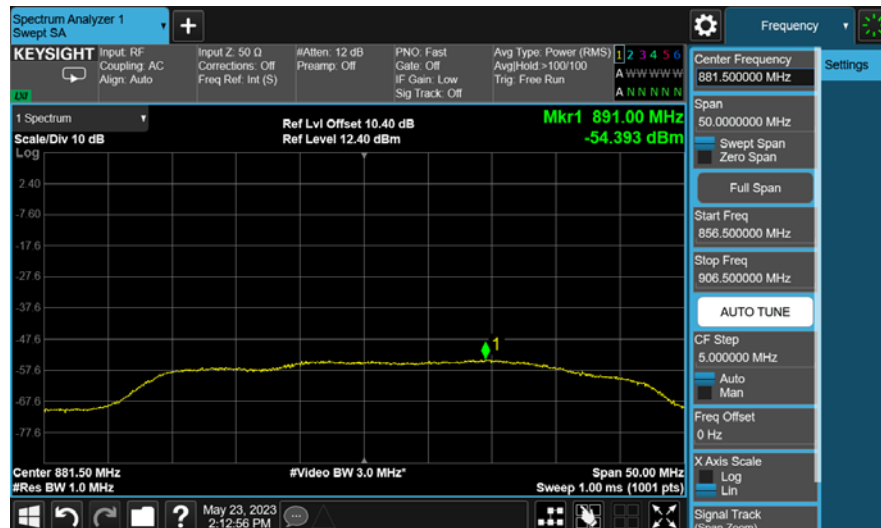 Spectrum Analyzer 1
Swept SA
Frequency
KEYSIGHT
Input: RF
Coupling: AC
Align: Auto
Input Z: 50 Ω
Corrections: Off
Freq Ref: Int (S)
#Atten: 12 dB
Preamp: Off
PNO: Fast
Gate: Off
IF Gain: Low
Sig Track: Off
Avg Type: Power (RMS)
Avg|Hold:>100/100
Trig: Free Run
1 2 3 4 5 6
A W W W W W
A N N N N N
LXI
1 Spectrum
Scale/Div 10 dB
Log
Ref Lvl Offset 10.40 dB
Ref Level 12.40 dBm
Mkr1 891.00 MHz
-54.393 dBm
2.40
-7.60
-17.6
-27.6
-37.6
-47.6
-57.6
-67.6
-77.6
1
Center 881.50 MHz
#Res BW 1.0 MHz
#Video BW 3.0 MHz*
Span 50.00 MHz
Sweep 1.00 ms (1001 pts)
May 23, 2023
2:12:56 PM
Center Frequency
881.500000 MHz
Settings
Span
50.0000000 MHz
Swept Span
Zero Span
Full Span
Start Freq
856.500000 MHz
Stop Freq
906.500000 MHz
AUTO TUNE
CF Step
5.000000 MHz
Auto
Man
Freq Offset
0 Hz
X Axis Scale
Log
Lin
Signal Track
(Span Zoom)